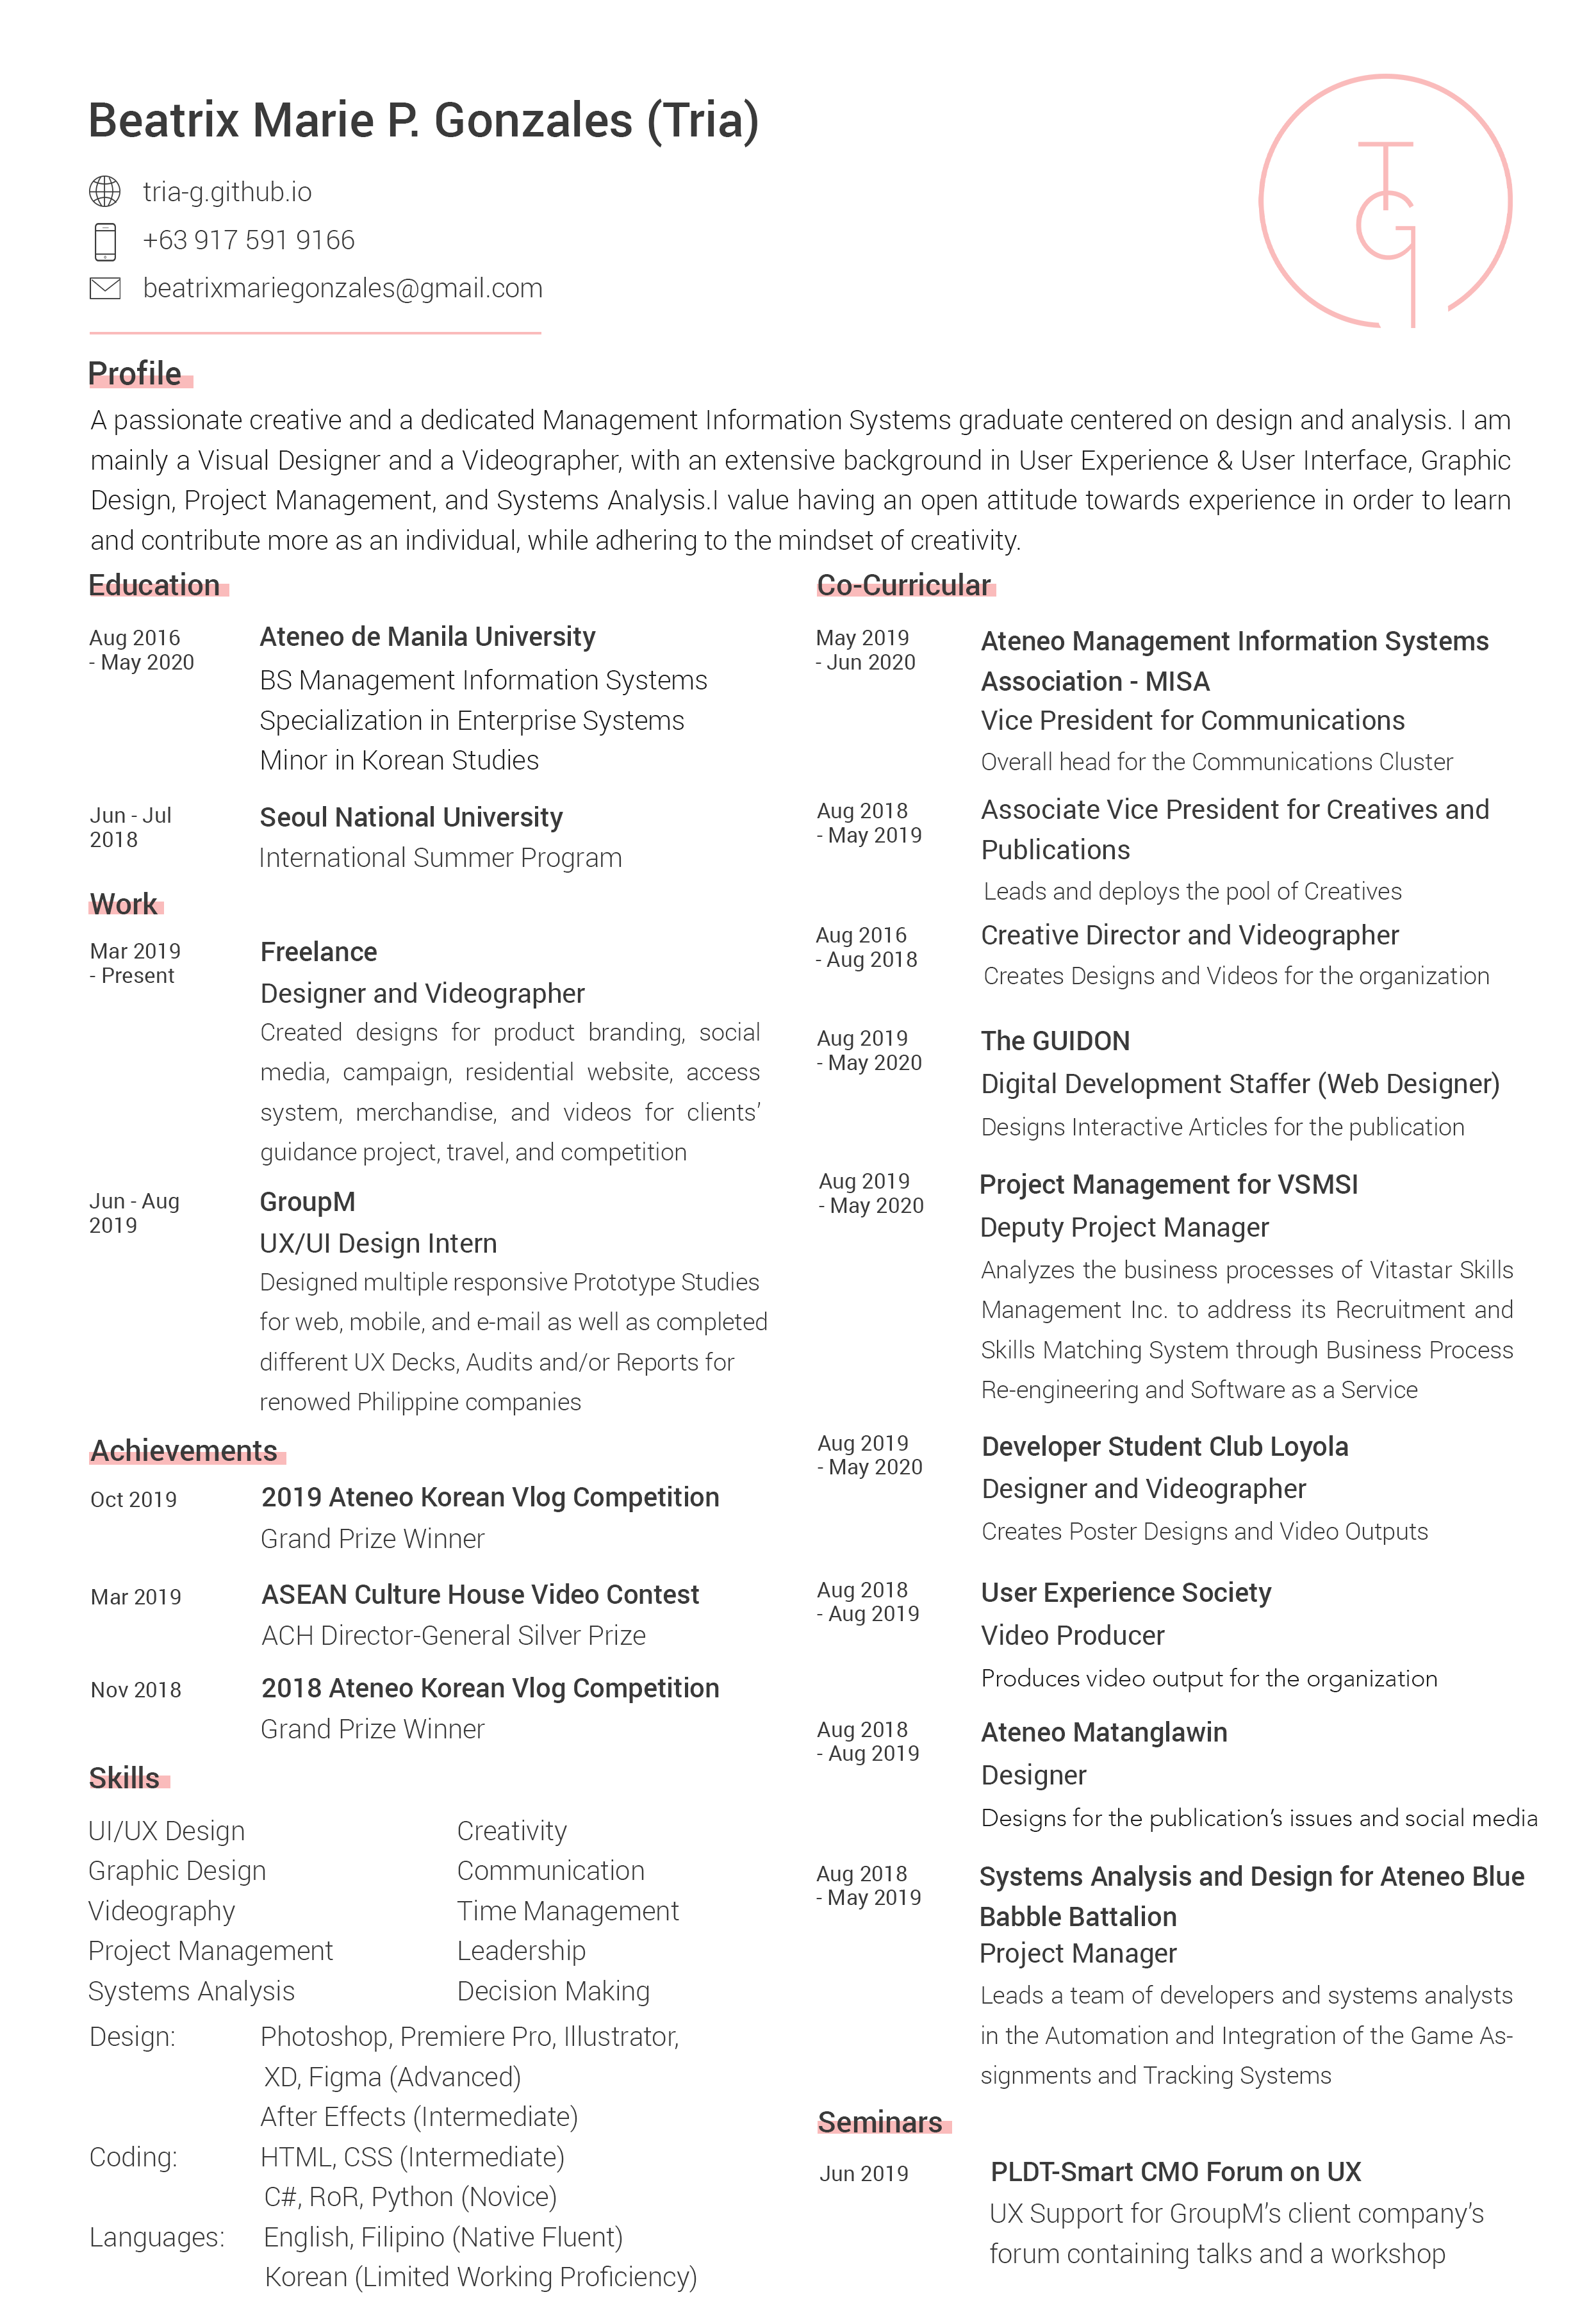 Beatrix Marie P. Gonzales (Tria)
TG
tria-g.github.io
+63 917 591 9166
beatrixmariegonzales@gmail.com
Profile
A passionate creative and a dedicated Management Information Systems graduate centered on design and analysis. I am
mainly a Visual Designer and a Videographer, with an extensive background in User Experience & User Interface, Graphic
Design, Project Management, and Systems Analysis.I value having an open attitude towards experience in order to learn
and contribute more as an individual, while adhering to the mindset of creativity.
Education
Aug 2016
- May 2020
Ateneo de Manila University
BS Management Information Systems
Specialization in Enterprise Systems
Minor in Korean Studies
Jun - Jul
2018
Seoul National University
International Summer Program
Work
Mar 2019
- Present
Freelance
Designer and Videographer
Created designs for product branding, social
media, campaign, residential website, access
system, merchandise, and videos for clients’
guidance project, travel, and competition
Jun - Aug
2019
GroupM
UX/UI Design Intern
Designed multiple responsive Prototype Studies
for web, mobile, and e-mail as well as completed
different UX Decks, Audits and/or Reports for
renowed Philippine companies
Achievements
Oct 2019
2019 Ateneo Korean Vlog Competition
Grand Prize Winner
Mar 2019
ASEAN Culture House Video Contest
ACH Director-General Silver Prize
Nov 2018
2018 Ateneo Korean Vlog Competition
Grand Prize Winner
Skills
UI/UX Design
Graphic Design
Videography
Project Management
Systems Analysis
Creativity
Communication
Time Management
Leadership
Decision Making
Design: Photoshop, Premiere Pro, Illustrator,
XD, Figma (Advanced)
After Effects (Intermediate)
Coding: HTML, CSS (Intermediate)
C#, RoR, Python (Novice)
Languages: English, Filipino (Native Fluent)
Korean (Limited Working Proficiency)
Co-Curricular
May 2019
- Jun 2020
Ateneo Management Information Systems
Association - MISA
Vice President for Communications
Overall head for the Communications Cluster
Aug 2018
- May 2019
Associate Vice President for Creatives and
Publications
Leads and deploys the pool of Creatives
Aug 2016
- Aug 2018
Creative Director and Videographer
Creates Designs and Videos for the organization
Aug 2019
- May 2020
The GUIDON
Digital Development Staffer (Web Designer)
Designs Interactive Articles for the publication
Aug 2019
- May 2020
Project Management for VSMSI
Deputy Project Manager
Analyzes the business processes of Vitastar Skills
Management Inc. to address its Recruitment and
Skills Matching System through Business Process
Re-engineering and Software as a Service
Aug 2019
- May 2020
Developer Student Club Loyola
Designer and Videographer
Creates Poster Designs and Video Outputs
Aug 2018
- Aug 2019
User Experience Society
Video Producer
Produces video output for the organization
Aug 2018
- Aug 2019
Ateneo Matanglawin
Designer
Designs for the publication’s issues and social media
Aug 2018
- May 2019
Systems Analysis and Design for Ateneo Blue
Babble Battalion
Project Manager
Leads a team of developers and systems analysts
in the Automation and Integration of the Game As-
signments and Tracking Systems
Seminars
Jun 2019
PLDT-Smart CMO Forum on UX
UX Support for GroupM’s client company’s
forum containing talks and a workshop